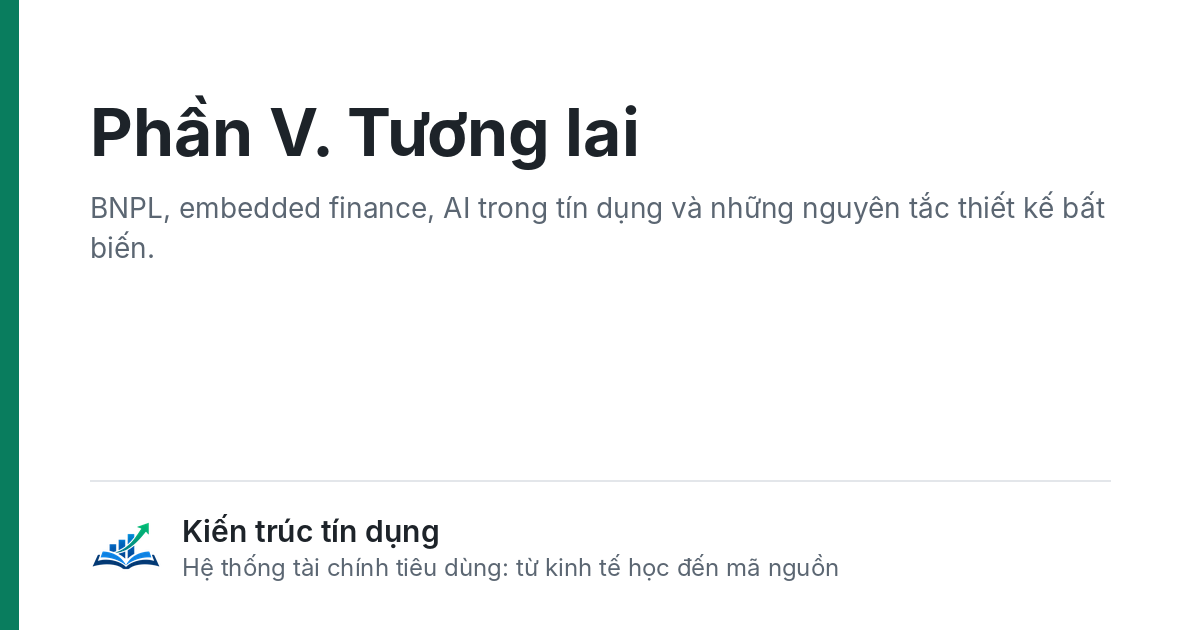 Phần V. Tương lai
BNPL, embedded finance, AI trong tín dụng và những nguyên tắc thiết kế bất
biến.
Kiến trúc tín dụng
Hệ thống tài chính tiêu dùng: từ kinh tế học đến mã nguồn